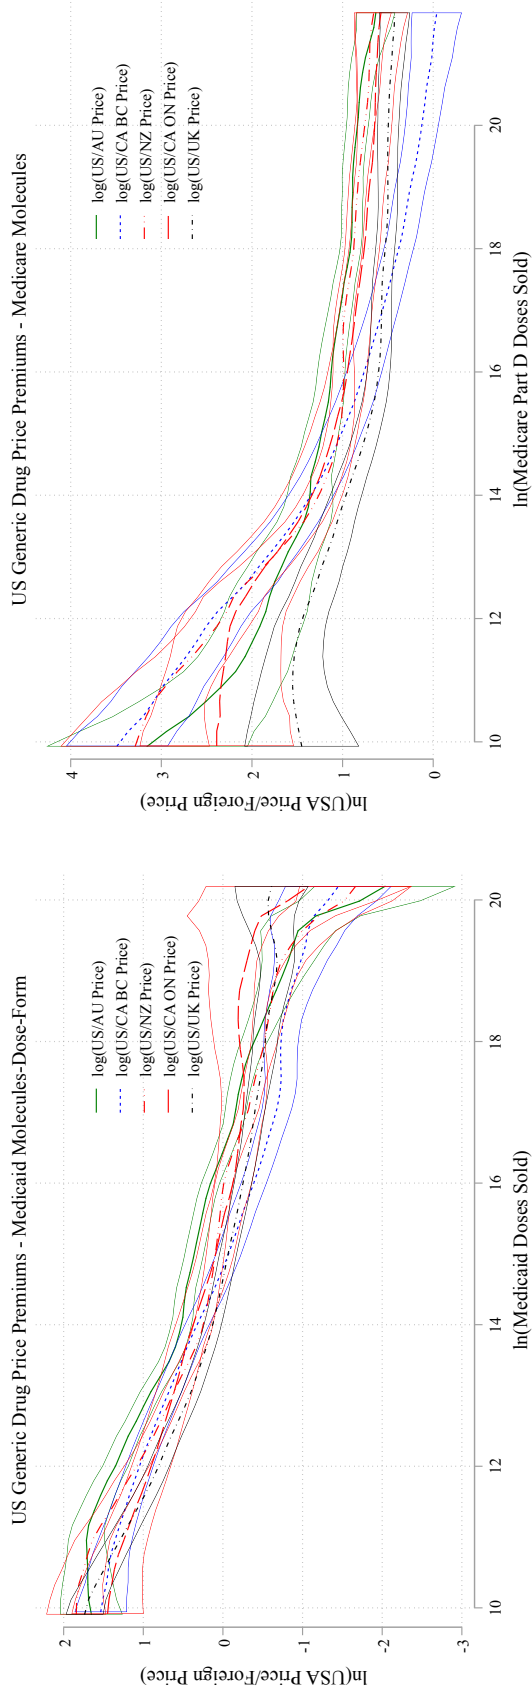 US Generic Drug Price Premiums - Medicaid Molecules-Dose-Form
ln(USA Price/Foreign Price)
2
1
0
-1
-2
-3
10
12
14
16
18
20
ln(Medicaid Doses Sold)
log(US/AU Price)
log(US/CA BC Price)
log(US/NZ Price)
log(US/CA ON Price)
log(US/UK Price)
US Generic Drug Price Premiums - Medicare Molecules
ln(USA Price/Foreign Price)
4
3
2
1
0
10
12
14
16
18
20
ln(Medicare Part D Doses Sold)
log(US/AU Price)
log(US/CA BC Price)
log(US/NZ Price)
log(US/CA ON Price)
log(US/UK Price)